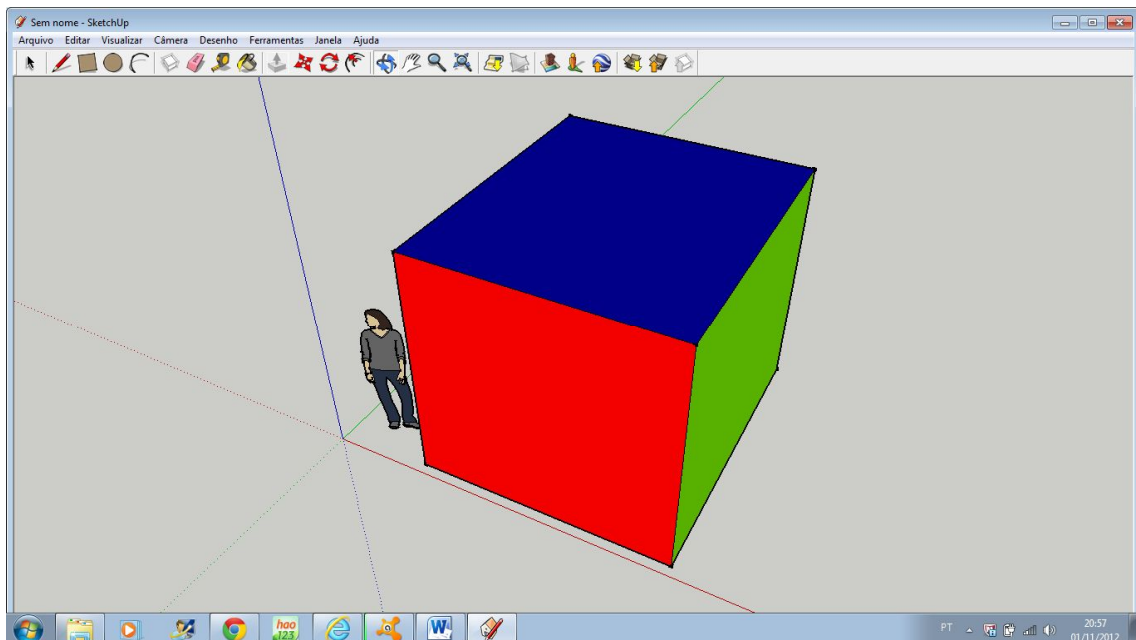 Sem nome - SketchUp
Arquivo Editar Visualizar Câmera Desenho Ferramentas Janela Ajuda
hao
123
W
PT
20:57
01/11/2012